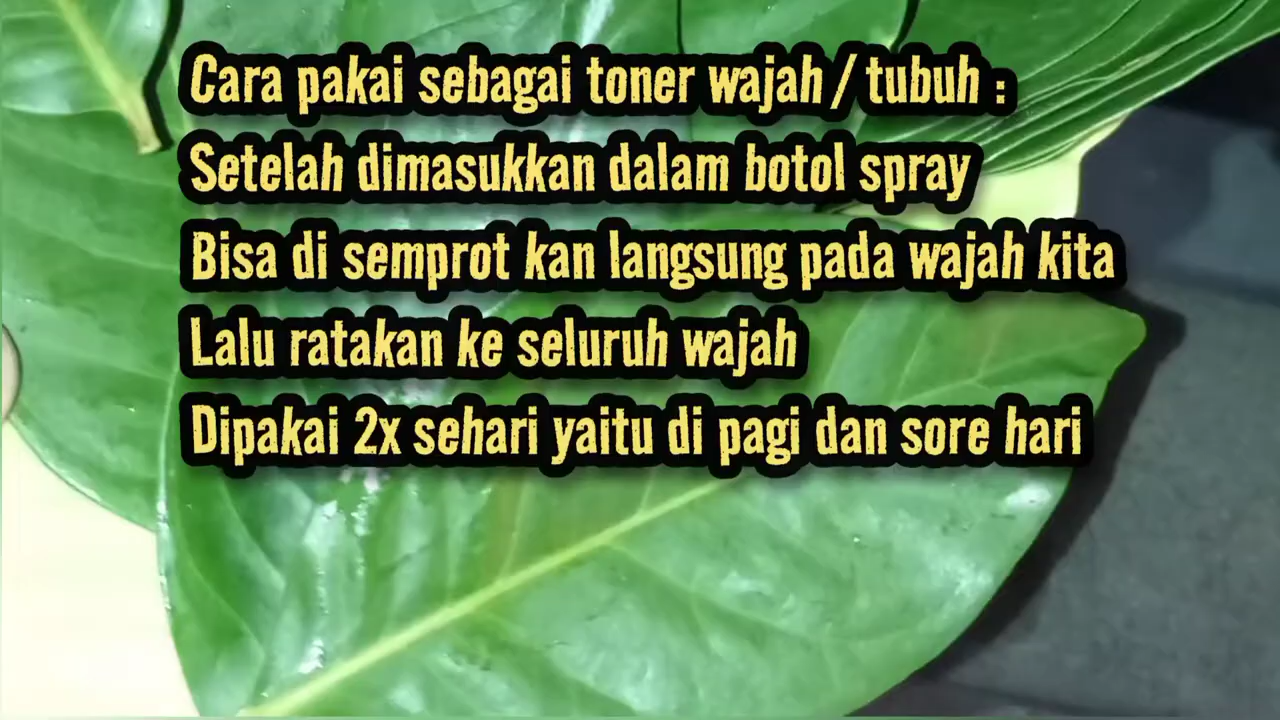 Cara pakai sebagai toner wajah / tubuh :
Setelah dimasukkan dalam botol spray
Bisa di semprot kan langsung pada wajah kita
Lalu ratakan ke seluruh wajah
Dipakai 2x sehari yaitu di pagi dan sore hari